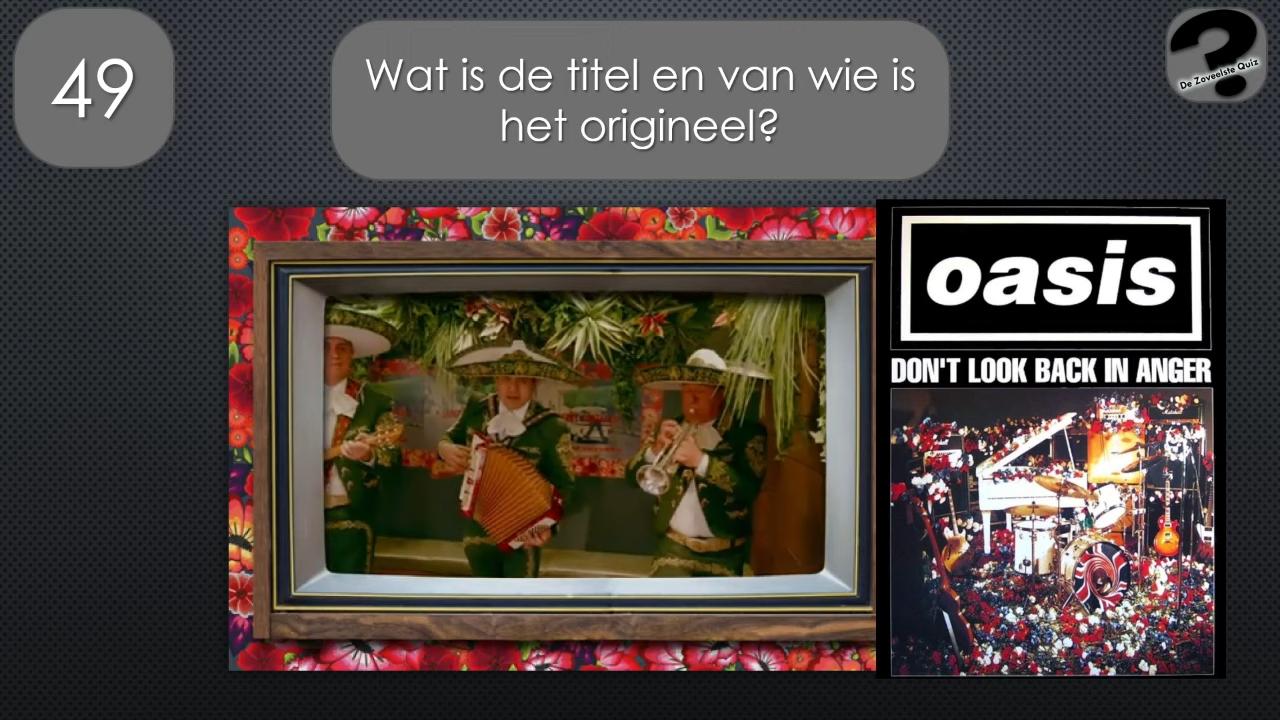 49
Wat is de titel en van wie is
het origineel?
De Zoveelste Quiz
oasis
DON'T LOOK BACK IN ANGER